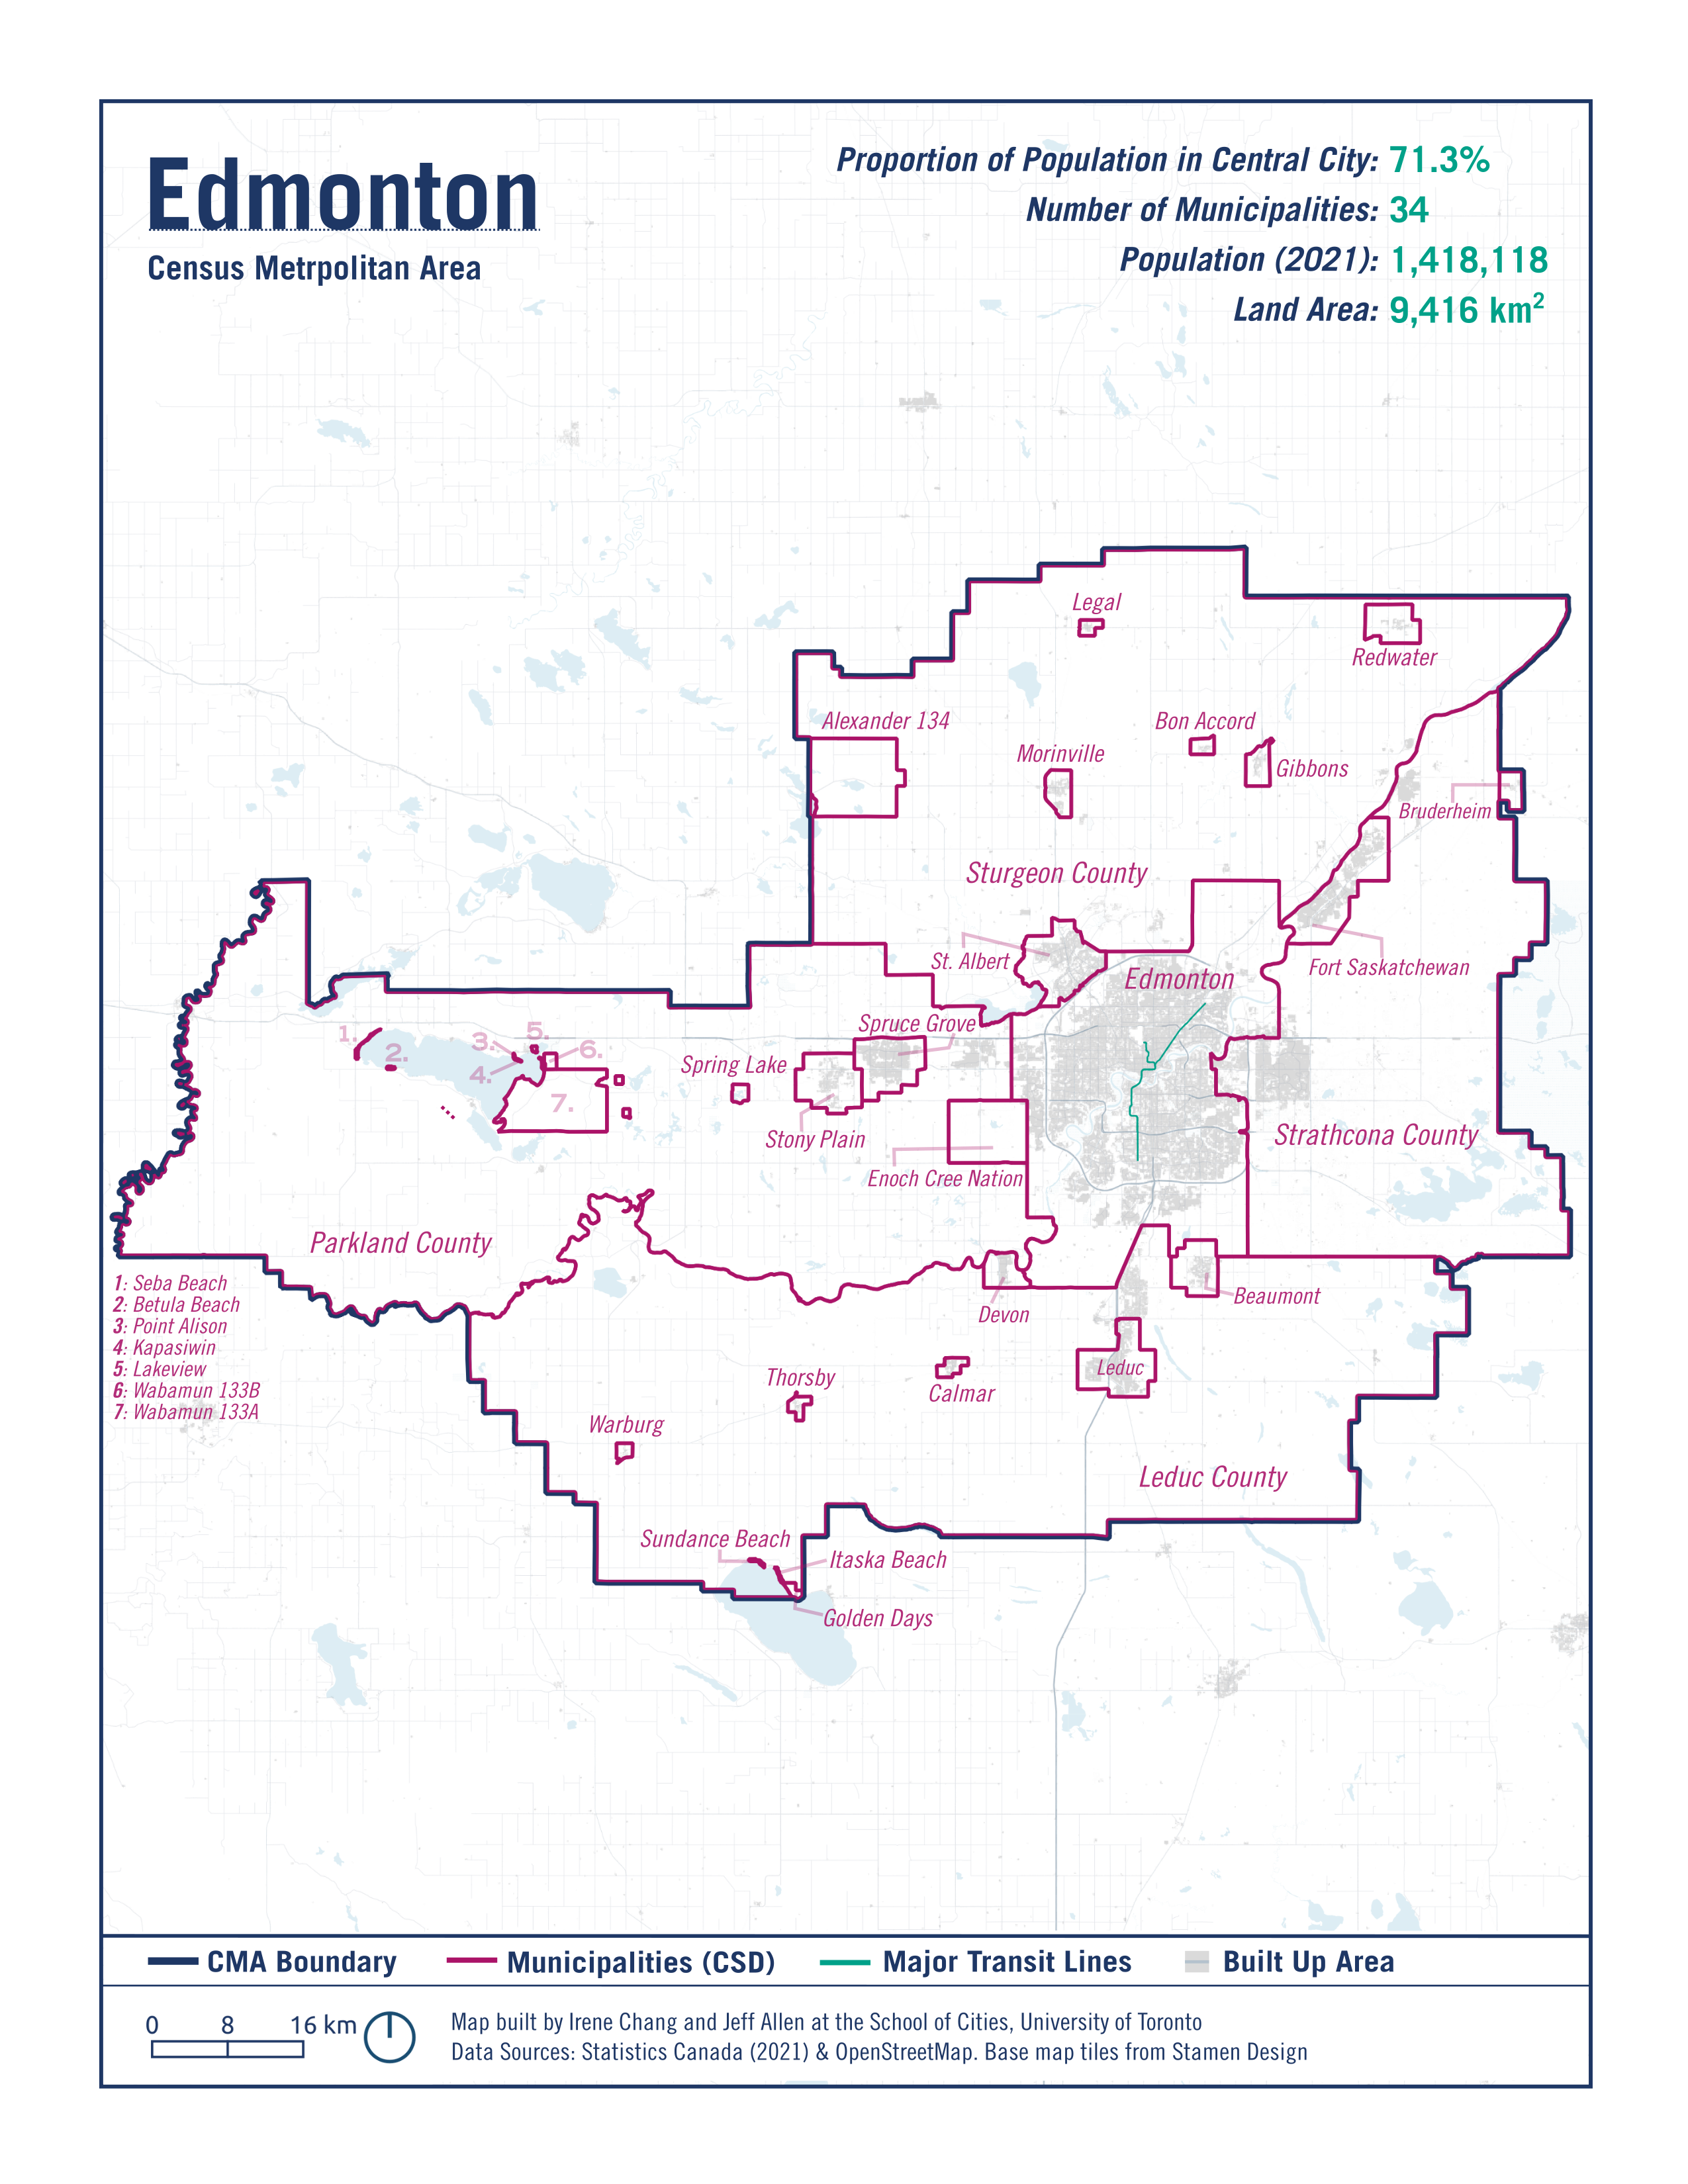 Edmonton
Census Metrpolitan Area
Proportion of Population in Central City: 71.3%
Number of Municipalities: 34
Population (2021): 1,418,118
Land Area: 9,416 km²
Legal
Redwater
Alexander 134
Bon Accord
Morinville
Gibbons
Bruderheim
Sturgeon County
St. Albert
Edmonton
Fort Saskatchewan
Spruce Grove
1.
2.
3.
4.
5.
6.
7.
Spring Lake
Stony Plain
Enoch Cree Nation
Strathcona County
Parkland County
1: Seba Beach
2: Betula Beach
3: Point Alison
4: Kapasiwin
5: Lakeview
6: Wabamun 133B
7: Wabamun 133A
Devon
Beaumont
Thorsby
Calmar
Leduc
Warburg
Leduc County
Sundance Beach
Itaska Beach
Golden Days
CMA Boundary
Municipalities (CSD)
Major Transit Lines
Built Up Area
0 8 16 km
Map built by Irene Chang and Jeff Allen at the School of Cities, University of Toronto
Data Sources: Statistics Canada (2021) & OpenStreetMap. Base map tiles from Stamen Design